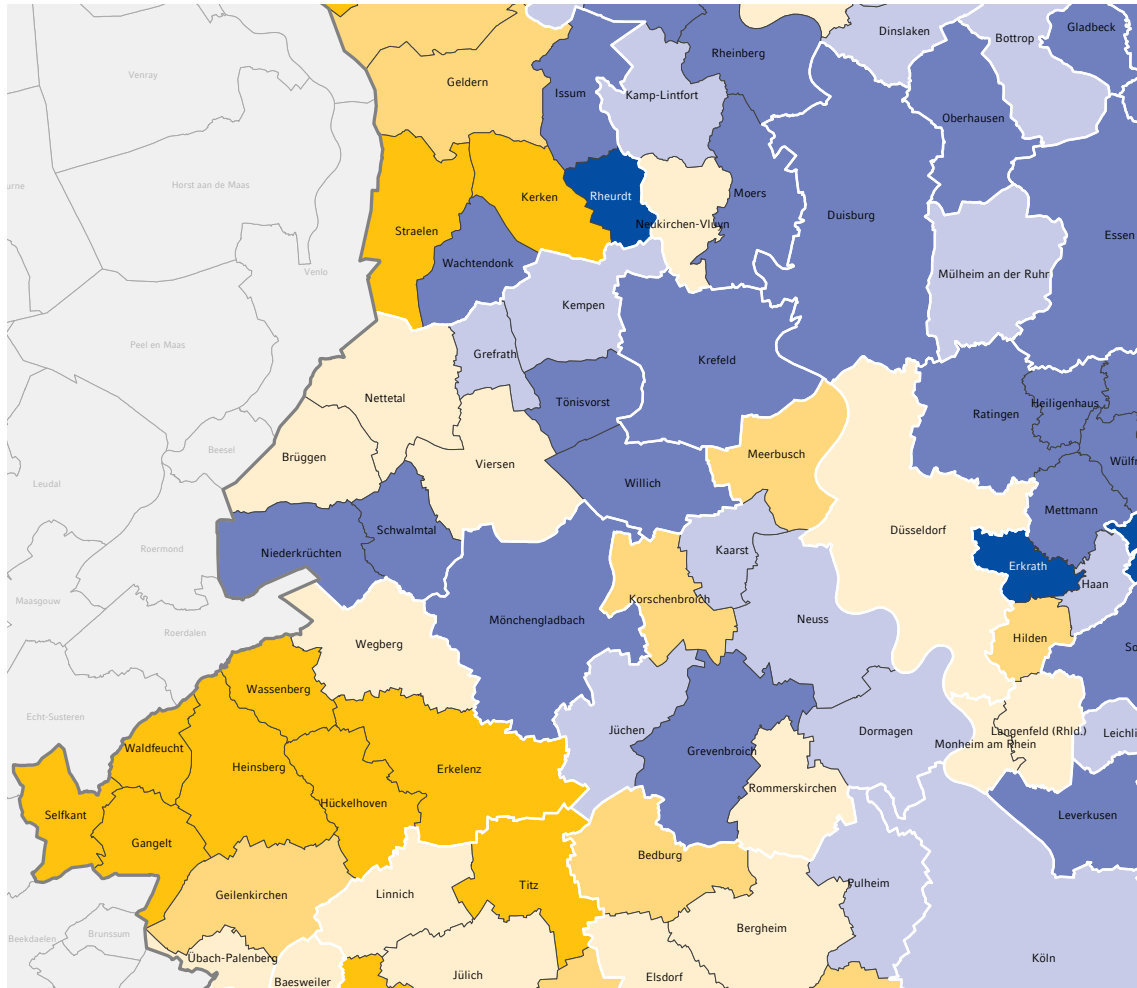 Dinslaken
Bottrop
Gladbeck
Rheinberg
Venray
Geldern
Issum
Kamp-Lintfort
Oberhausen
urne
Horst aan de Maas
Kerken
Rheurdt
Moers
Straelen
Neukirchen-Vluyn
Duisburg
Essen
Venlo
Wachtendonk
Mülheim an der Ruhr
Kempen
Peel en Maas
Grefrath
Krefeld
Nettetal
Tönisvorst
Heiligenhaus
Ratingen
Beesel
Brüggen
Viersen
Meerbusch
Wülfr
Leudal
Willich
Mettmann
Roermond
Niederkrüchten
Schwalmtal
Düsseldorf
Kaarst
Erkrath
Haan
Maasgouw
Korschenbroich
Mönchengladbach
Neuss
Roerdalen
Wegberg
Hilden
So
Wassenberg
Echt-Susteren
Jüchen
Dormagen
Langenfeld (Rhld.)
Leichli
Waldfeucht
Grevenbroich
Monheim am Rhein
Heinsberg
Erkelenz
Rommerskirchen
Hückelhoven
Selfkant
Leverkusen
Gangelt
Bedburg
Titz
Pulheim
Geilenkirchen
Linnich
Bergheim
Beekdaelen
Brunssum
Übach-Palenberg
Köln
Jülich
Elsdorf
Baesweiler